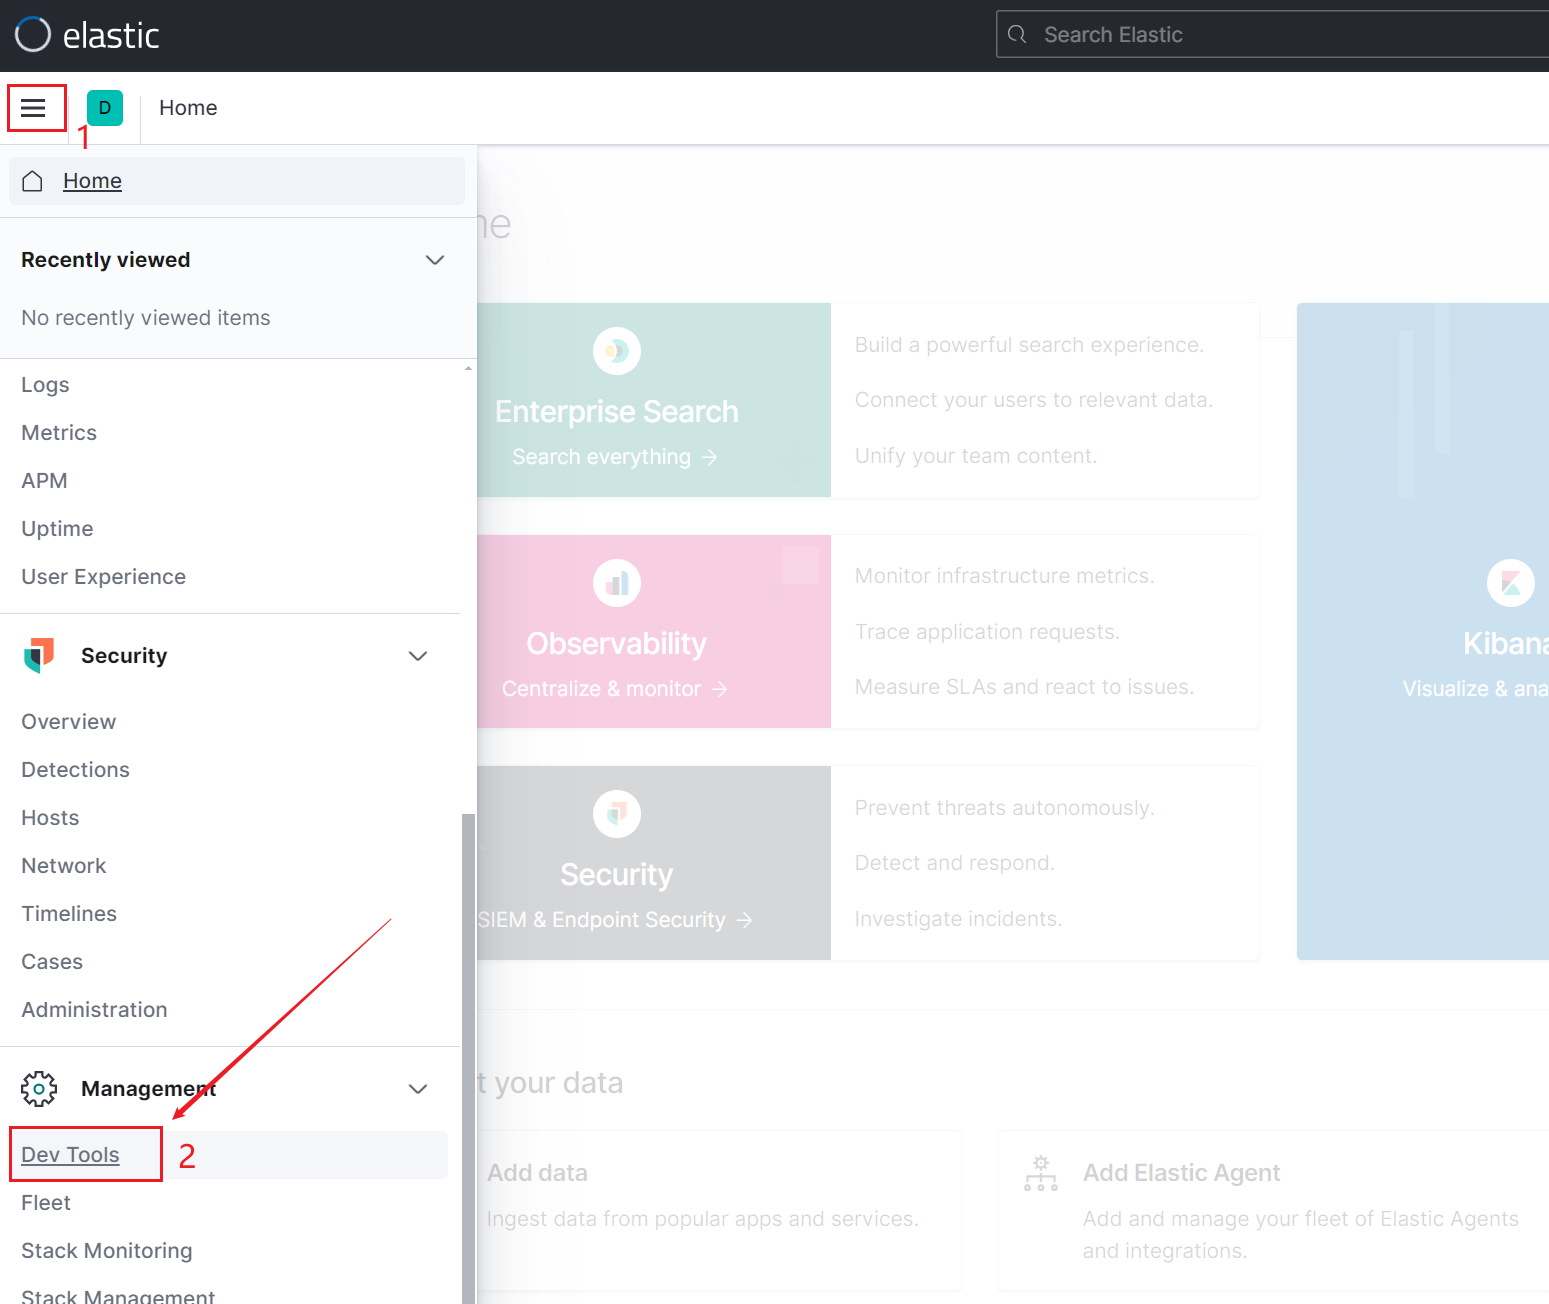 elastic
Search Elastic
D
Home
1
Home
ne
Recently viewed
No recently viewed items
Logs
Metrics
APM
Uptime
User Experience
Security
Overview
Detections
Hosts
Network
Timelines
Cases
Administration
Management
Dev Tools
2
Fleet
Stack Monitoring
Stack Management
Enterprise Search
Search everything →
Build a powerful search experience.
Connect your users to relevant data.
Unify your team content.
Observability
Centralize & monitor →
Monitor infrastructure metrics.
Trace application requests.
Measure SLAs and react to issues.
Security
SIEM & Endpoint Security →
Prevent threats autonomously.
Detect and respond.
Investigate incidents.
Kibana
Visualize & ana
t your data
Add data
Ingest data from popular apps and services.
Add Elastic Agent
Add and manage your fleet of Elastic Agents
and integrations.